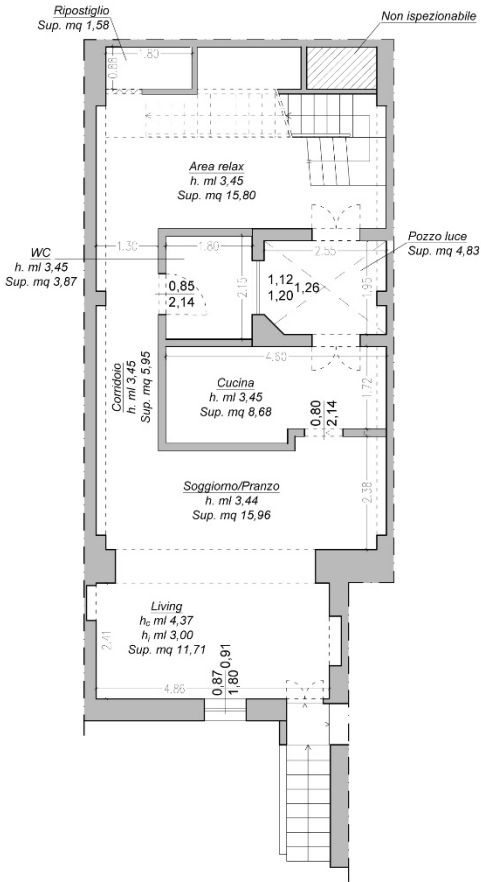 Ripostiglio
Sup. mq 1,58
Non ispezionabile
1.80
0.88
Area relax
h. ml 3,45
Sup. mq 15,80
Pozzo luce
Sup. mq 4,83
WC
h. ml 3,45
Sup. mq 3,87
1.30
1.80
2.55
2.15
1.95
0,85
2,14
1,12
1,20
1,26
4.60
1.72
Cucina
h. ml 3,45
Sup. mq 8,68
0,80
2,14
Corridoio
h. ml 3,45
Sup. mq 5,95
Soggiorno/Pranzo
h. ml 3,44
Sup. mq 15,96
2.38
Living
hc ml 4,37
hi ml 3,00
Sup. mq 11,71
2.41
4.86
0,87
0,91
1,80